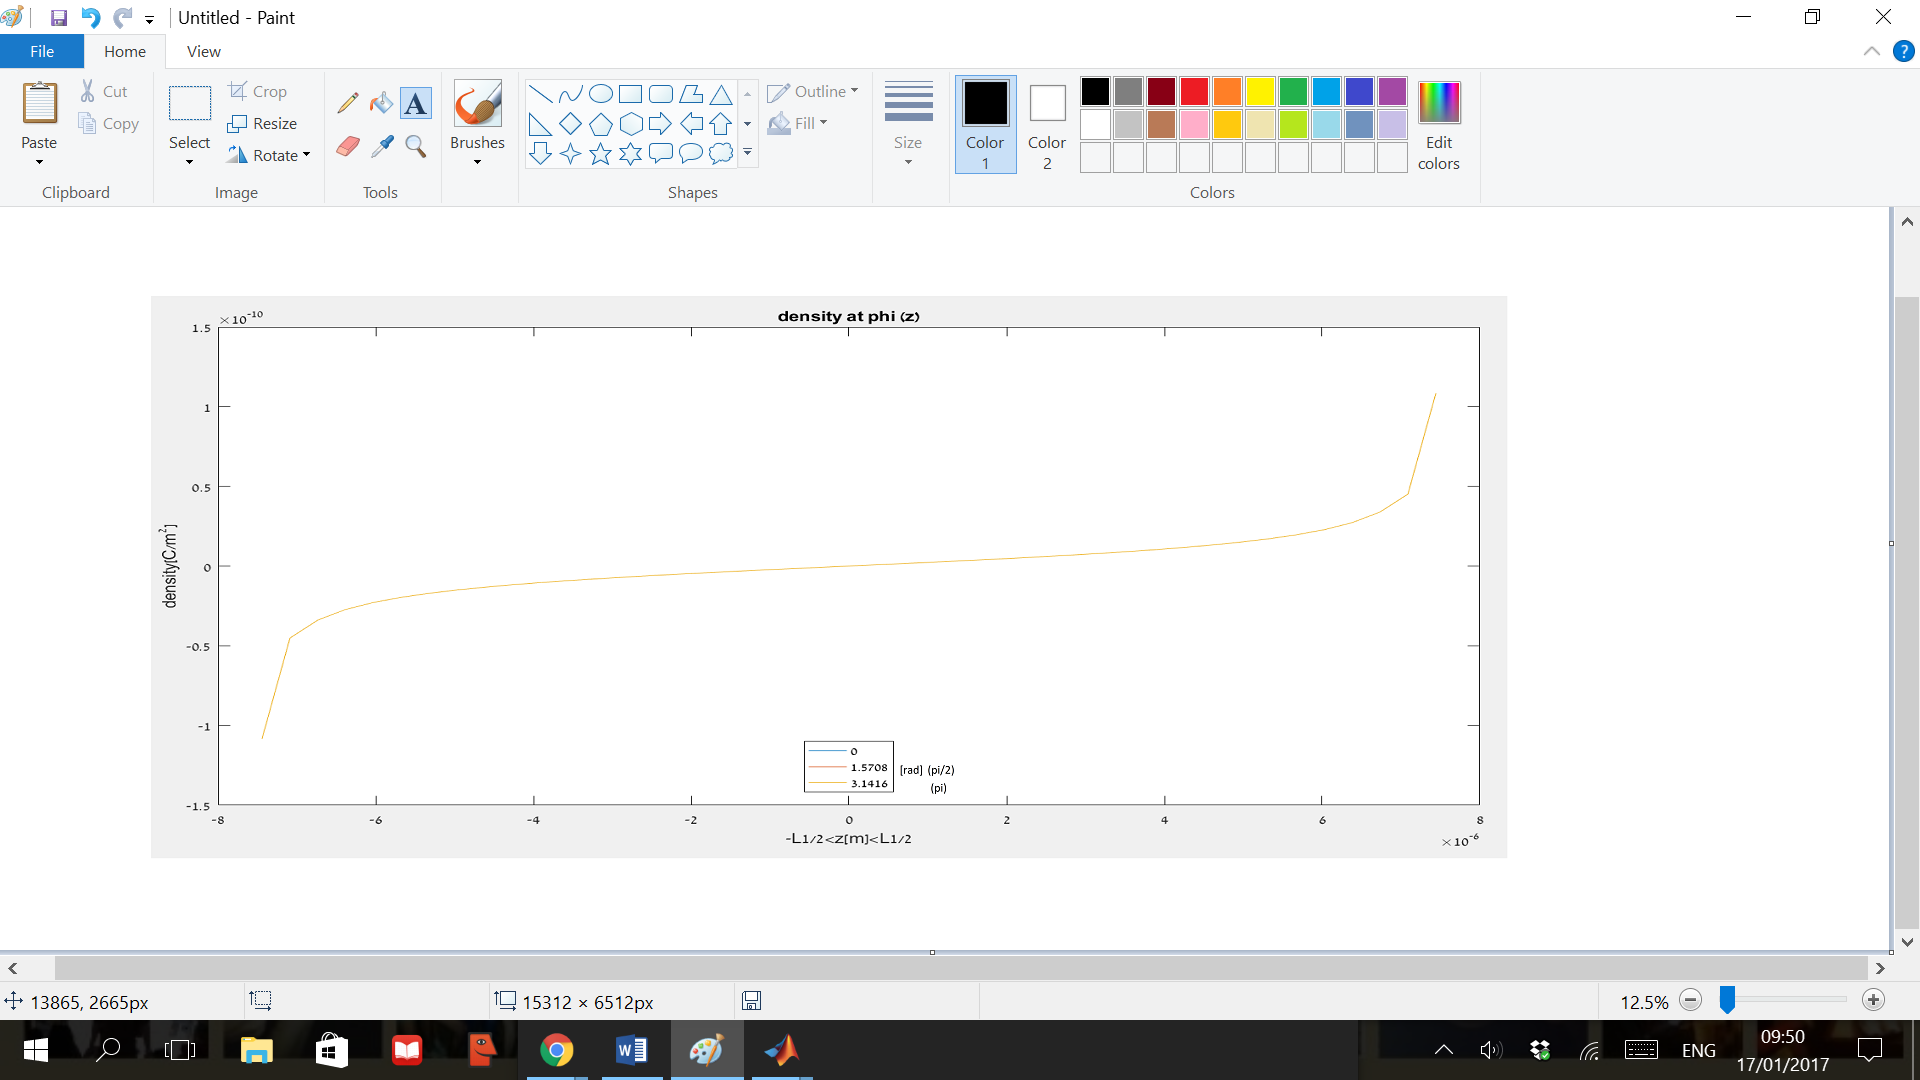 Untitled - Paint
File Home View
Paste
Cut
Copy
Clipboard
Select
Crop
Resize
Rotate
Image
A
Tools
Brushes
Shapes
Outline
Fill
Size
Color 1
Color 2
Colors
Edit colors
?
density at phi (z)
×10⁻¹⁰
1.5
1
0.5
0
-0.5
-1
-1.5
density[C/m²]
0
1.5708 [rad] (pi/2)
3.1416 (pi)
-8 -6 -4 -2 0 2 4 6 8
-L1/2<z[m]<L1/2
×10⁻⁶
13865, 2665px
15312 × 6512px
12.5%
W
ENG
09:50
17/01/2017